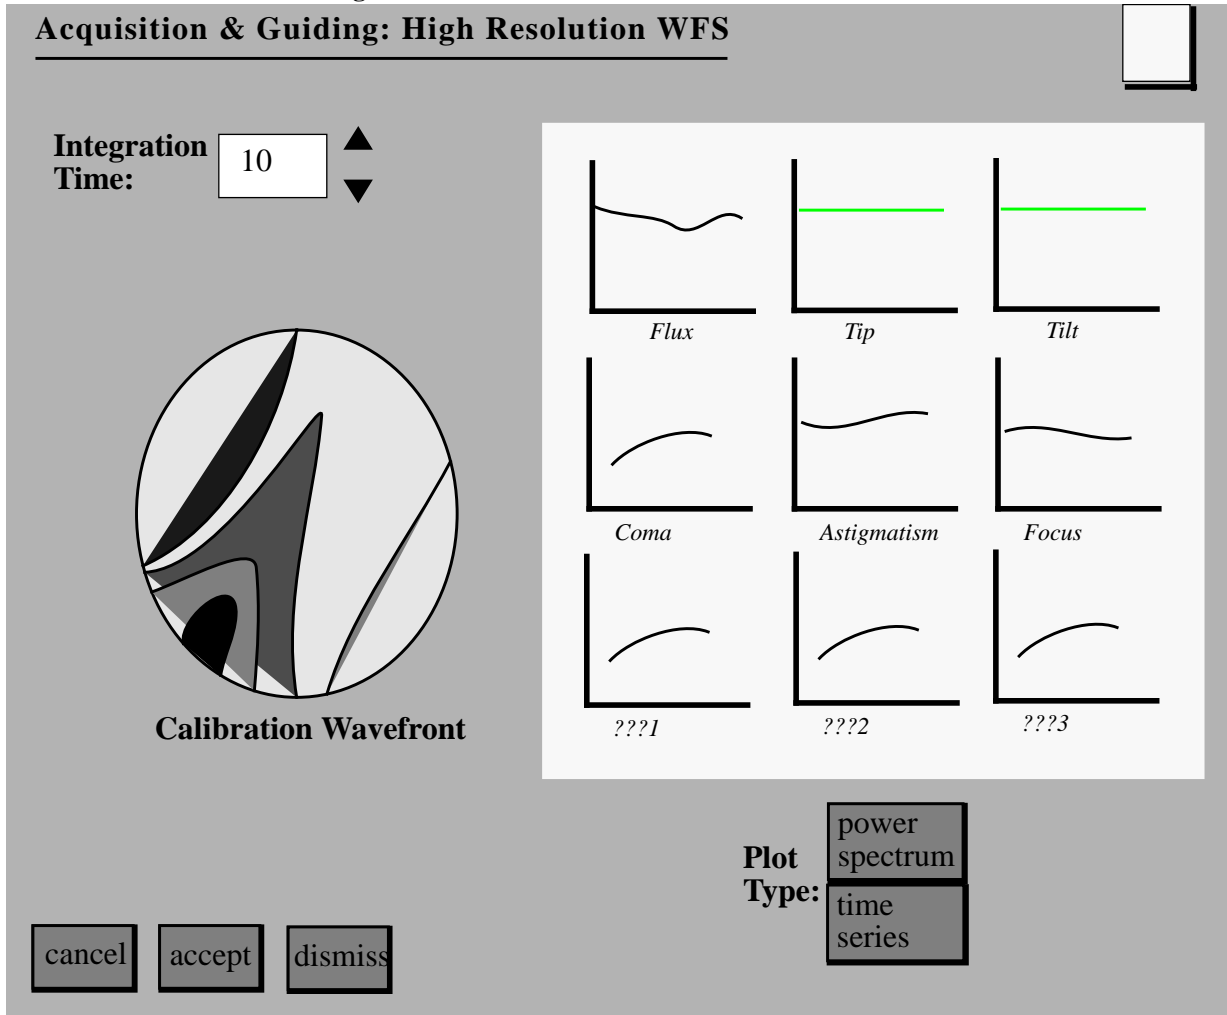 Acquisition & Guiding: High Resolution WFS
Integration
Time:
10
Flux
Tip
Tilt
Coma
Astigmatism
Focus
???1
???2
???3
Calibration Wavefront
Plot
Type:
power
spectrum
time
series
cancel
accept
dismiss